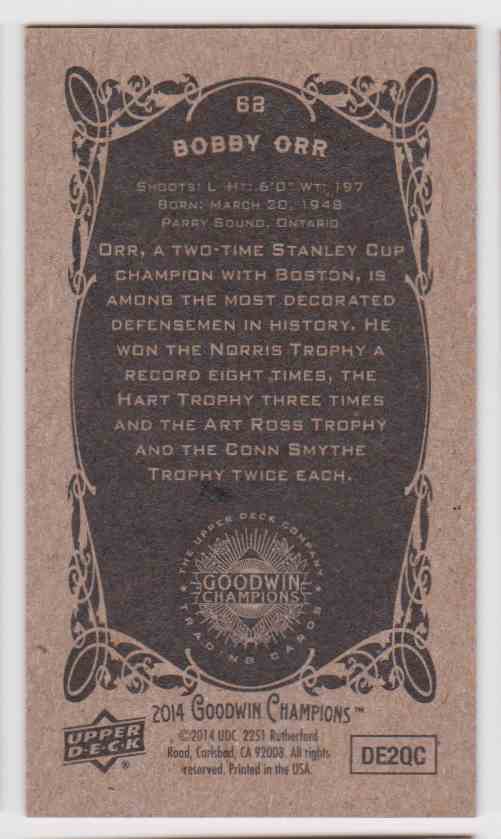 62
BOBBY ORR
SHOOTS: L HT: 6'0" WT: 197
BORN: MARCH 20, 1948
PARRY SOUND, ONTARIO
ORR, A TWO-TIME STANLEY CUP
CHAMPION WITH BOSTON, IS
AMONG THE MOST DECORATED
DEFENSEMEN IN HISTORY. HE
WON THE NORRIS TROPHY A
RECORD EIGHT TIMES, THE
HART TROPHY THREE TIMES
AND THE ART ROSS TROPHY
AND THE CONN SMYTHE
TROPHY TWICE EACH.
THE UPPER DECK COMPANY
GOODWIN
CHAMPIONS
TRADING CARDS
2014 GOODWIN CHAMPIONS™
UPPER
D·E·C·K
®
©2014 UDC. 2251 Rutherford
Road, Carlsbad, CA 92008. All rights
reserved. Printed in the USA.
DE2QC